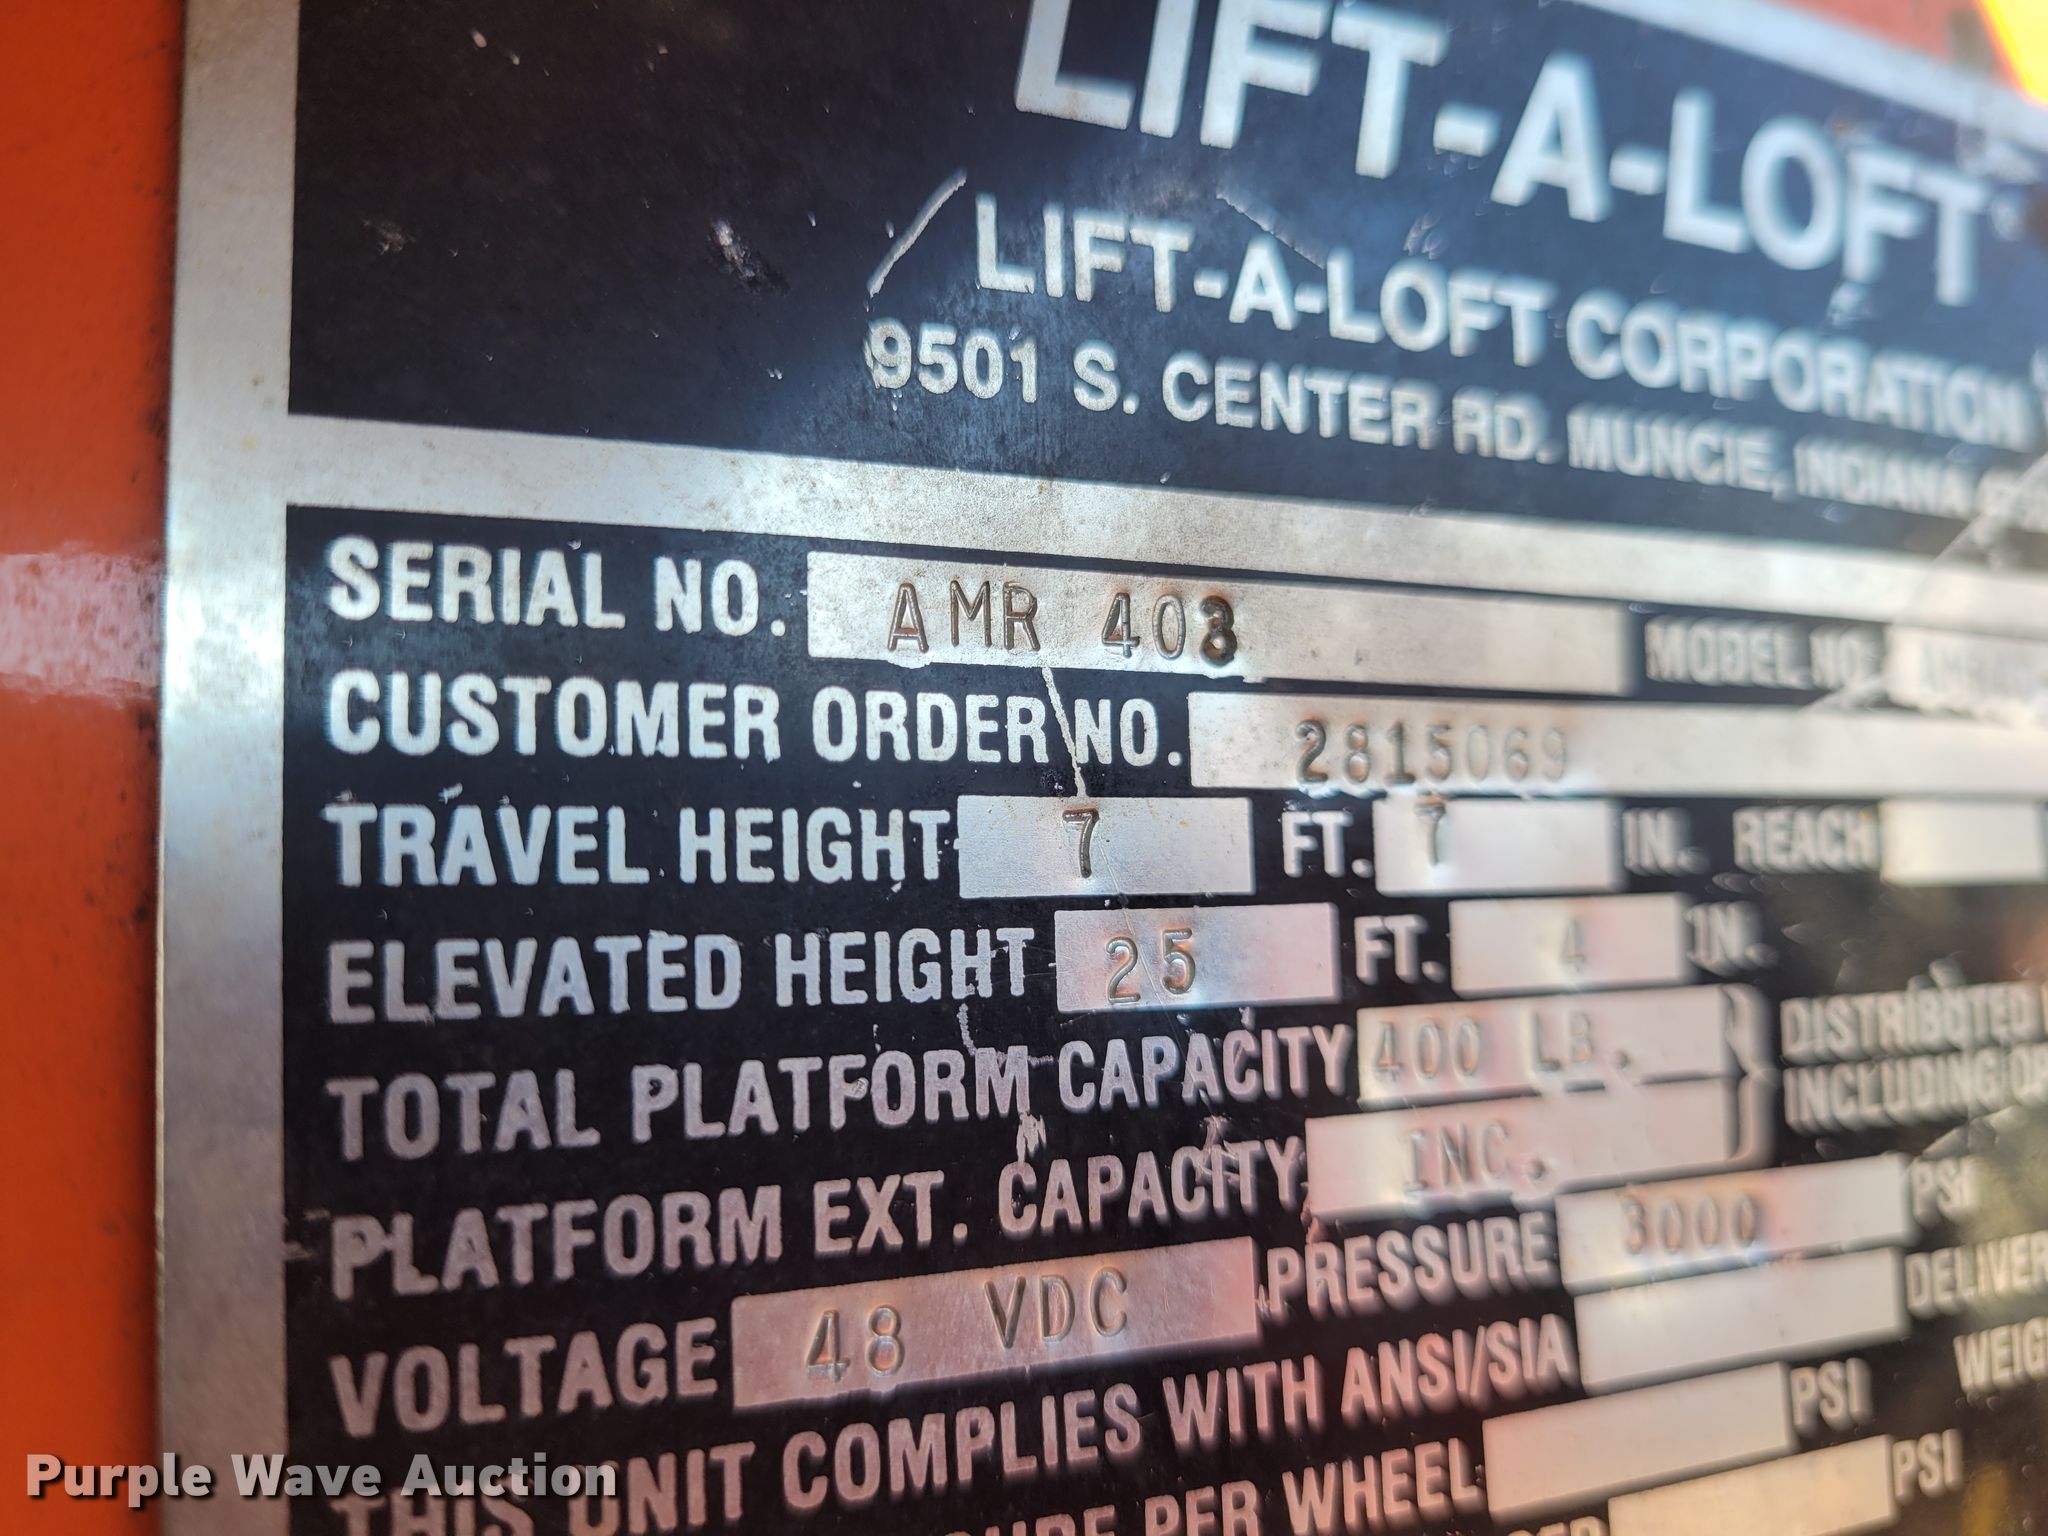 LIFT-A-LOFT
LIFT-A-LOFT CORPORATION
9501 S. CENTER RD. MUNCIE, INDIANA
SERIAL NO. AMR 403 MODEL NO.
CUSTOMER ORDER NO. 2815069
TRAVEL HEIGHT 7 FT. 7 IN. REACH
ELEVATED HEIGHT 25 FT. 4 IN.
TOTAL PLATFORM CAPACITY 400 LB. DISTRIBUTED
PLATFORM EXT. CAPACITY INC. INCLUDING
VOLTAGE 48 VDC PRESSURE 3000 PSI
THIS UNIT COMPLIES WITH ANSI/SIA
PER WHEEL PSI
PSI
Purple Wave Auction